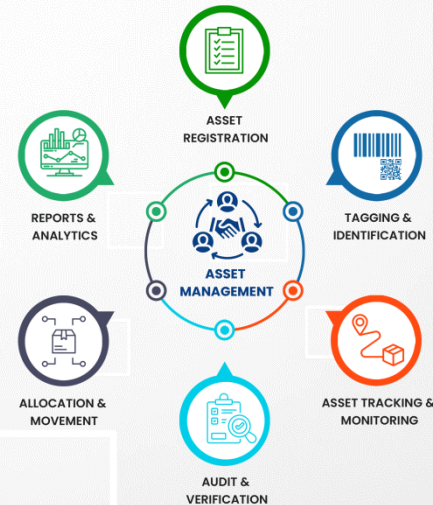 ASSET
REGISTRATION
REPORTS &
ANALYTICS
TAGGING &
IDENTIFICATION
ASSET
MANAGEMENT
ALLOCATION &
MOVEMENT
ASSET TRACKING &
MONITORING
AUDIT &
VERIFICATION